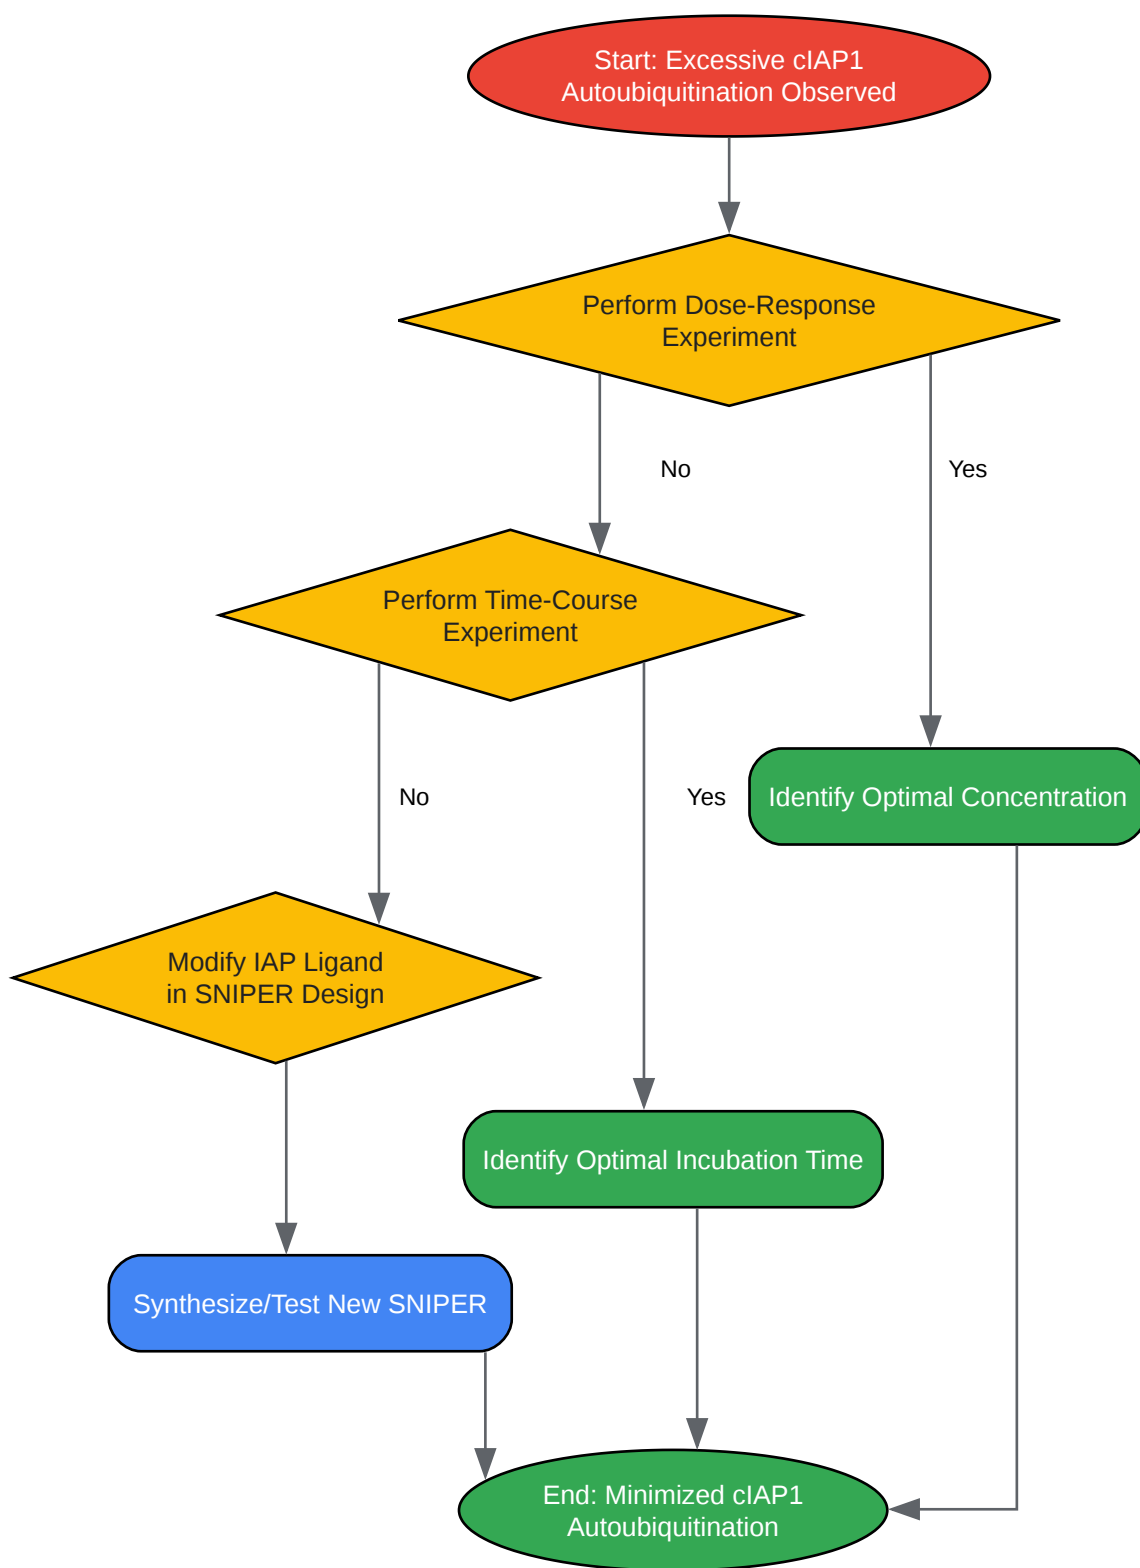 Start: Excessive cIAP1
Autoubiquitination Observed
Perform Dose-Response
Experiment
No
Yes
Perform Time-Course
Experiment
Identify Optimal Concentration
No
Yes
Modify IAP Ligand
in SNIPER Design
Identify Optimal Incubation Time
Synthesize/Test New SNIPER
End: Minimized cIAP1
Autoubiquitination